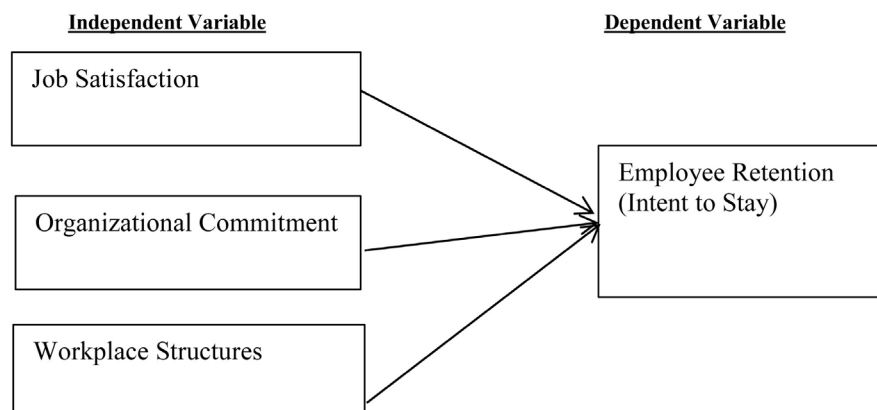 Independent Variable
Dependent Variable
Job Satisfaction
Employee Retention
(Intent to Stay)
Organizational Commitment
Workplace Structures